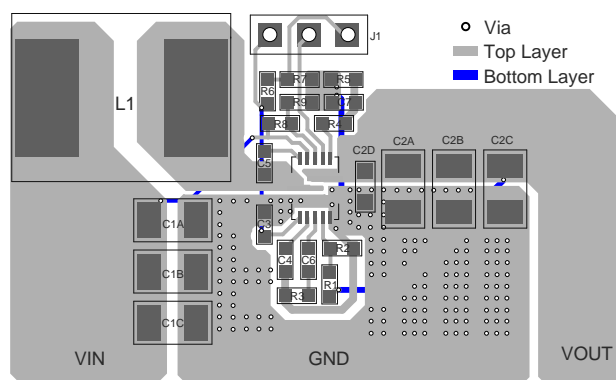 J1
Via
Top Layer
Bottom Layer
L1
R7
R5
R6
R9
C7
R8
R4
C2D
C2A
C2B
C2C
C5
C1A
C3
C4
C6
R2
C1B
R1
R3
C1C
VIN
GND
VOUT